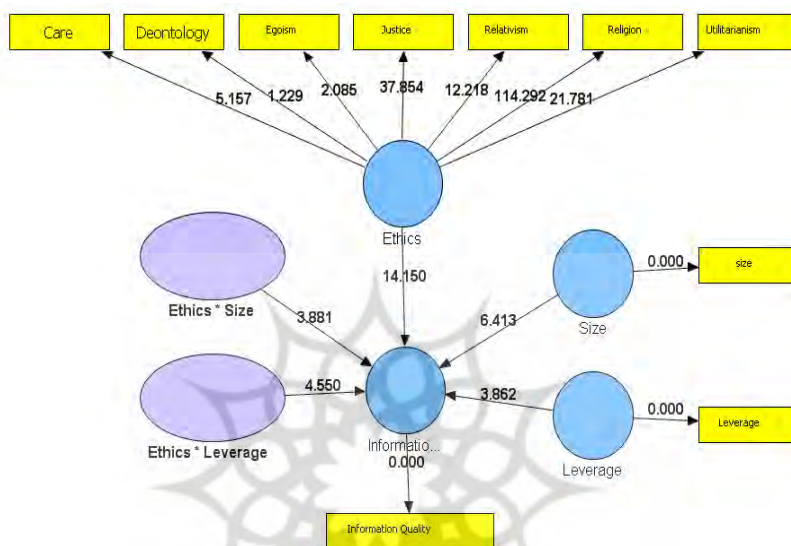 Care
Deontology
Egoism
Justice
Relativism
Religion
Utilitarianism
5.157
1.229
2.085
37.854
12.218
114.292
21.781
Ethics
14.150
Ethics * Size
3.881
Ethics * Leverage
4.550
Size
6.413
0.000
size
Leverage
3.862
0.000
Leverage
Informatio...
0.000
Information Quality